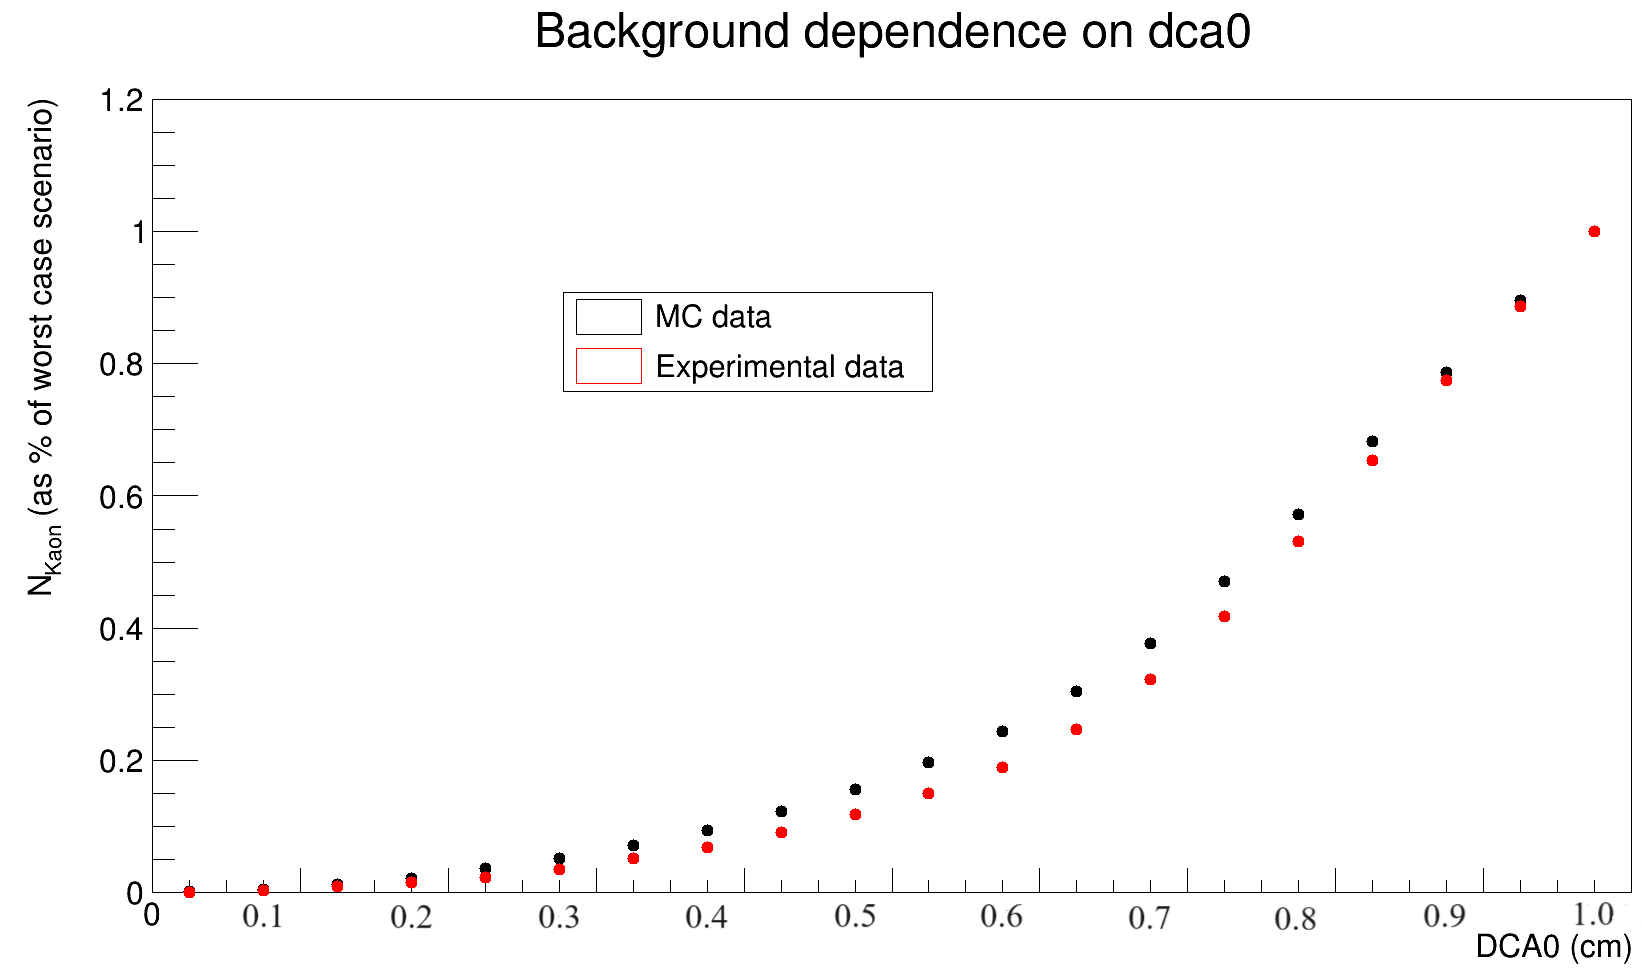 Background dependence on dca0
N_Kaon (as % of worst case scenario)
1.2
1
0.8
0.6
0.4
0.2
0
MC data
Experimental data
0 0.1 0.2 0.3 0.4 0.5 0.6 0.7 0.8 0.9 1.0
DCA0 (cm)